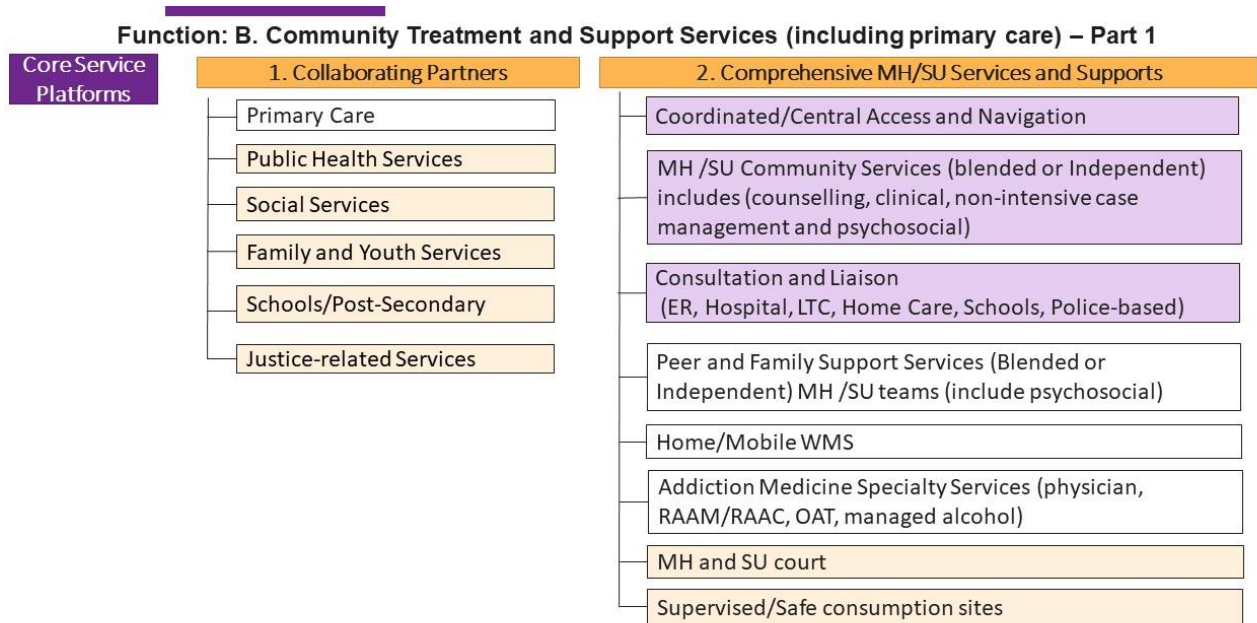 Function: B. Community Treatment and Support Services (including primary care) – Part 1
Core Service
Platforms
1. Collaborating Partners
Primary Care
Public Health Services
Social Services
Family and Youth Services
Schools/Post-Secondary
Justice-related Services
2. Comprehensive MH/SU Services and Supports
Coordinated/Central Access and Navigation
MH /SU Community Services (blended or Independent)
includes (counselling, clinical, non-intensive case
management and psychosocial)
Consultation and Liaison
(ER, Hospital, LTC, Home Care, Schools, Police-based)
Peer and Family Support Services (Blended or
Independent) MH /SU teams (include psychosocial)
Home/Mobile WMS
Addiction Medicine Specialty Services (physician,
RAAM/RAAC, OAT, managed alcohol)
MH and SU court
Supervised/Safe consumption sites